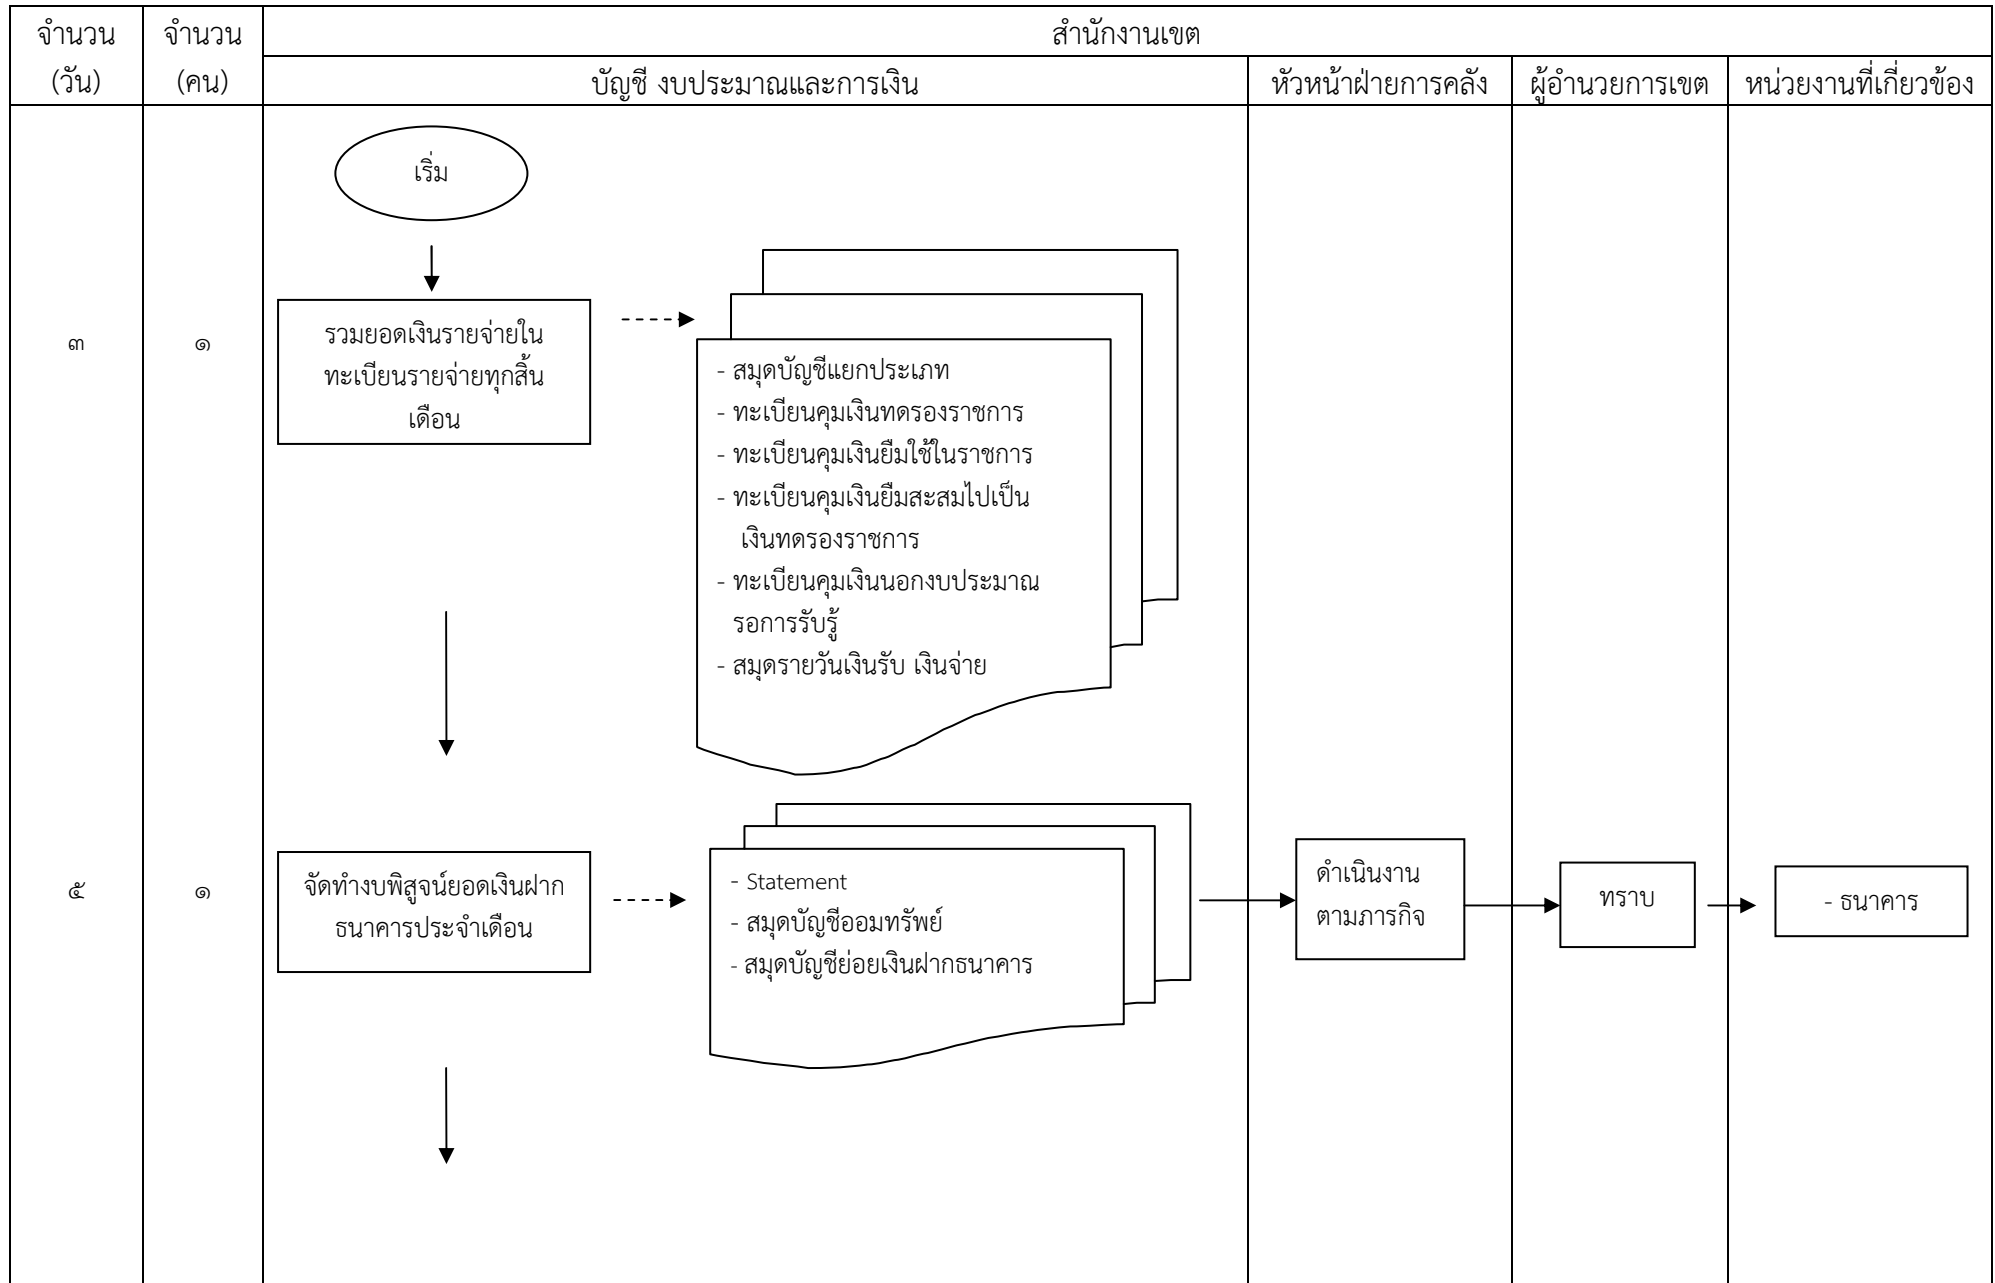 จำนวน
(วัน)
จำนวน
(คน)
สำนักงานเขต
บัญชี งบประมาณและการเงิน
หัวหน้าฝ่ายการคลัง
ผู้อำนวยการเขต
หน่วยงานที่เกี่ยวข้อง
เริ่ม
๓
๑
รวมยอดเงินรายจ่ายใน
ทะเบียนรายจ่ายทุกสิ้น
เดือน
- สมุดบัญชีแยกประเภท
- ทะเบียนคุมเงินทดรองราชการ
- ทะเบียนคุมเงินยืมใช้ในราชการ
- ทะเบียนคุมเงินยืมสะสมไปเป็น
เงินทดรองราชการ
- ทะเบียนคุมเงินนอกงบประมาณ
รอการรับรู้
- สมุดรายวันเงินรับ เงินจ่าย
๕
๑
จัดทำงบพิสูจน์ยอดเงินฝาก
ธนาคารประจำเดือน
- Statement
- สมุดบัญชีออมทรัพย์
- สมุดบัญชีย่อยเงินฝากธนาคาร
ดำเนินงาน
ตามภารกิจ
ทราบ
- ธนาคาร